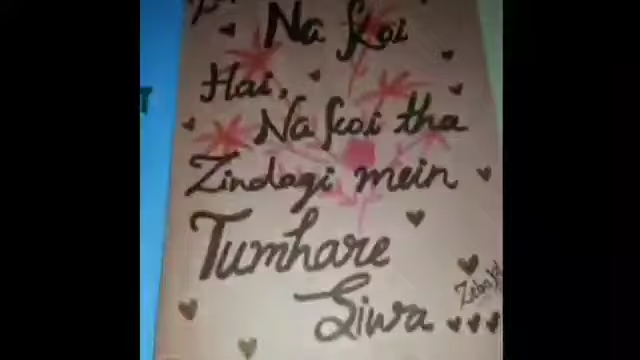 Na Koi
Hai,
Na koi tha
Zindagi mein
Tumhare
Siwa